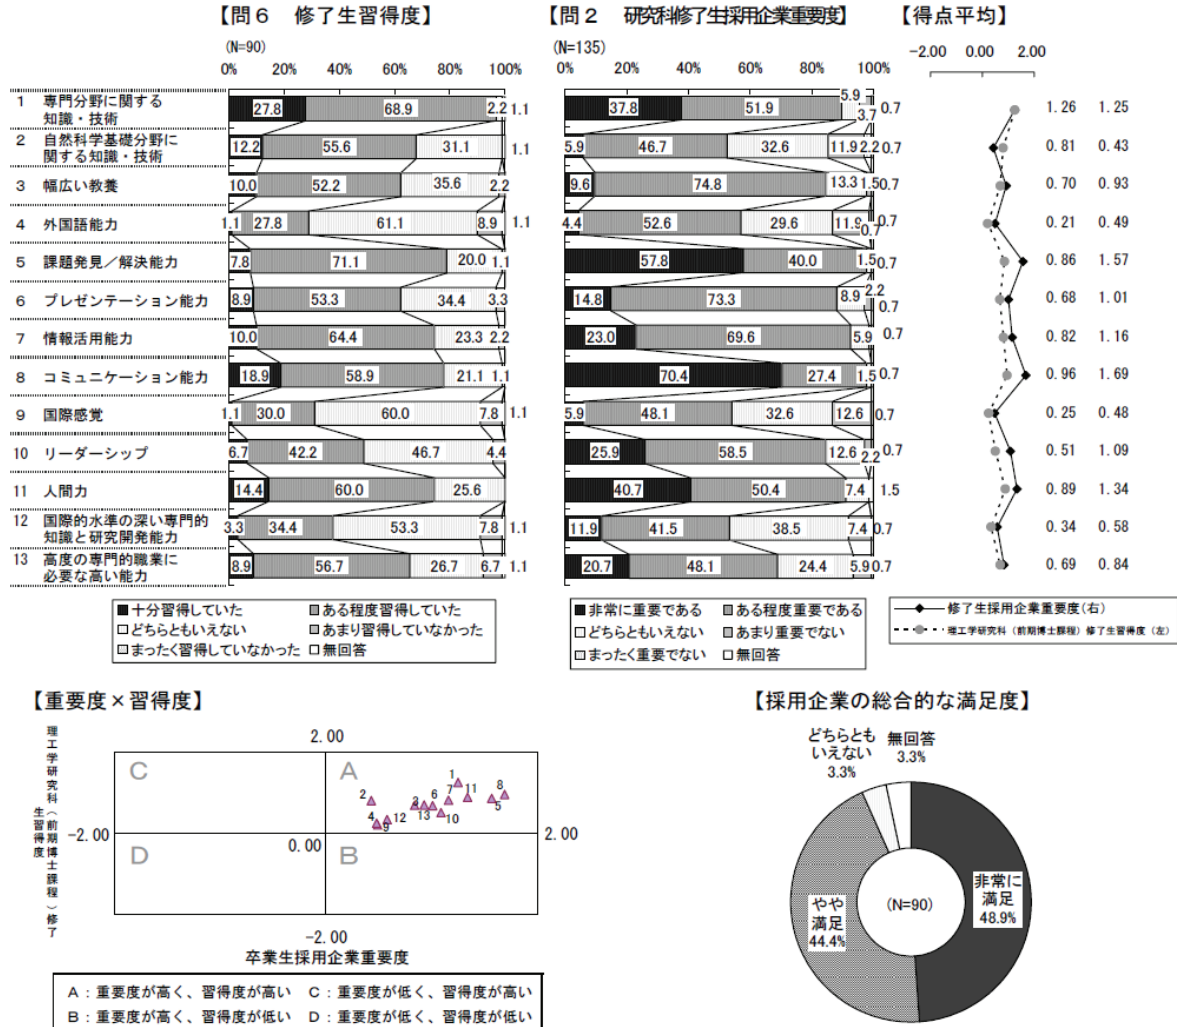 【問6 修了生習得度】
【問2 研究科修了生採用企業重要度】
【得点平均】
(N=90)
0% 20% 40% 60% 80% 100%
(N=135)
0% 20% 40% 60% 80% 100%
-2.00 0.00 2.00
1 専門分野に関する
知識・技術
27.8 68.9 2.2 1.1
37.8 51.9 5.9 3.7 0.7
1.26 1.25
2 自然科学基礎分野に
関する知識・技術
12.2 55.6 31.1 1.1
5.9 46.7 32.6 11.9 2.2 0.7
0.81 0.43
3 幅広い教養
10.0 52.2 35.6 2.2
9.6 74.8 13.3 1.5 0.7
0.70 0.93
4 外国語能力
1.1 27.8 61.1 8.9 1.1
4.4 52.6 29.6 11.9 0.7 0.7
0.21 0.49
5 課題発見/解決能力
7.8 71.1 20.0 1.1
57.8 40.0 1.5 0.7
0.86 1.57
6 プレゼンテーション能力
8.9 53.3 34.4 3.3
14.8 73.3 8.9 2.2 0.7
0.68 1.01
7 情報活用能力
10.0 64.4 23.3 2.2
23.0 69.6 5.9 0.7
0.82 1.16
8 コミュニケーション能力
18.9 58.9 21.1 1.1
70.4 27.4 1.5 0.7
0.96 1.69
9 国際感覚
1.1 30.0 60.0 7.8 1.1
5.9 48.1 32.6 12.6 0.7
0.25 0.48
10 リーダーシップ
6.7 42.2 46.7 4.4
25.9 58.5 12.6 2.2 0.7
0.51 1.09
11 人間力
14.4 60.0 25.6
40.7 50.4 7.4 1.5
0.89 1.34
12 国際的水準の深い専門的
知識と研究開発能力
3.3 34.4 53.3 7.8 1.1
11.9 41.5 38.5 7.4 0.7
0.34 0.58
13 高度の専門的職業に
必要な高い能力
8.9 56.7 26.7 6.7 1.1
20.7 48.1 24.4 5.9 0.7
0.69 0.84
十分習得していた ある程度習得していた
どちらともいえない あまり習得していなかった
まったく習得していなかった 無回答
非常に重要である ある程度重要である
どちらともいえない あまり重要でない
まったく重要でない 無回答
修了生採用企業重要度(右)
理工学研究科(前期博士課程)修了生習得度(左)
【重要度×習得度】
理工学研究科(前期博士課程)修了
生習得度
2.00
C A
1 7 11 8
2 3 6 5
4 12 13 10
9
-2.00 0.00 2.00
D B
-2.00
卒業生採用企業重要度
A:重要度が高く、習得度が高い C:重要度が低く、習得度が高い
B:重要度が高く、習得度が低い D:重要度が低く、習得度が低い
【採用企業の総合的な満足度】
どちらとも
いえない
3.3%
無回答
3.3%
非常に
満足
48.9%
やや
満足
44.4%
(N=90)